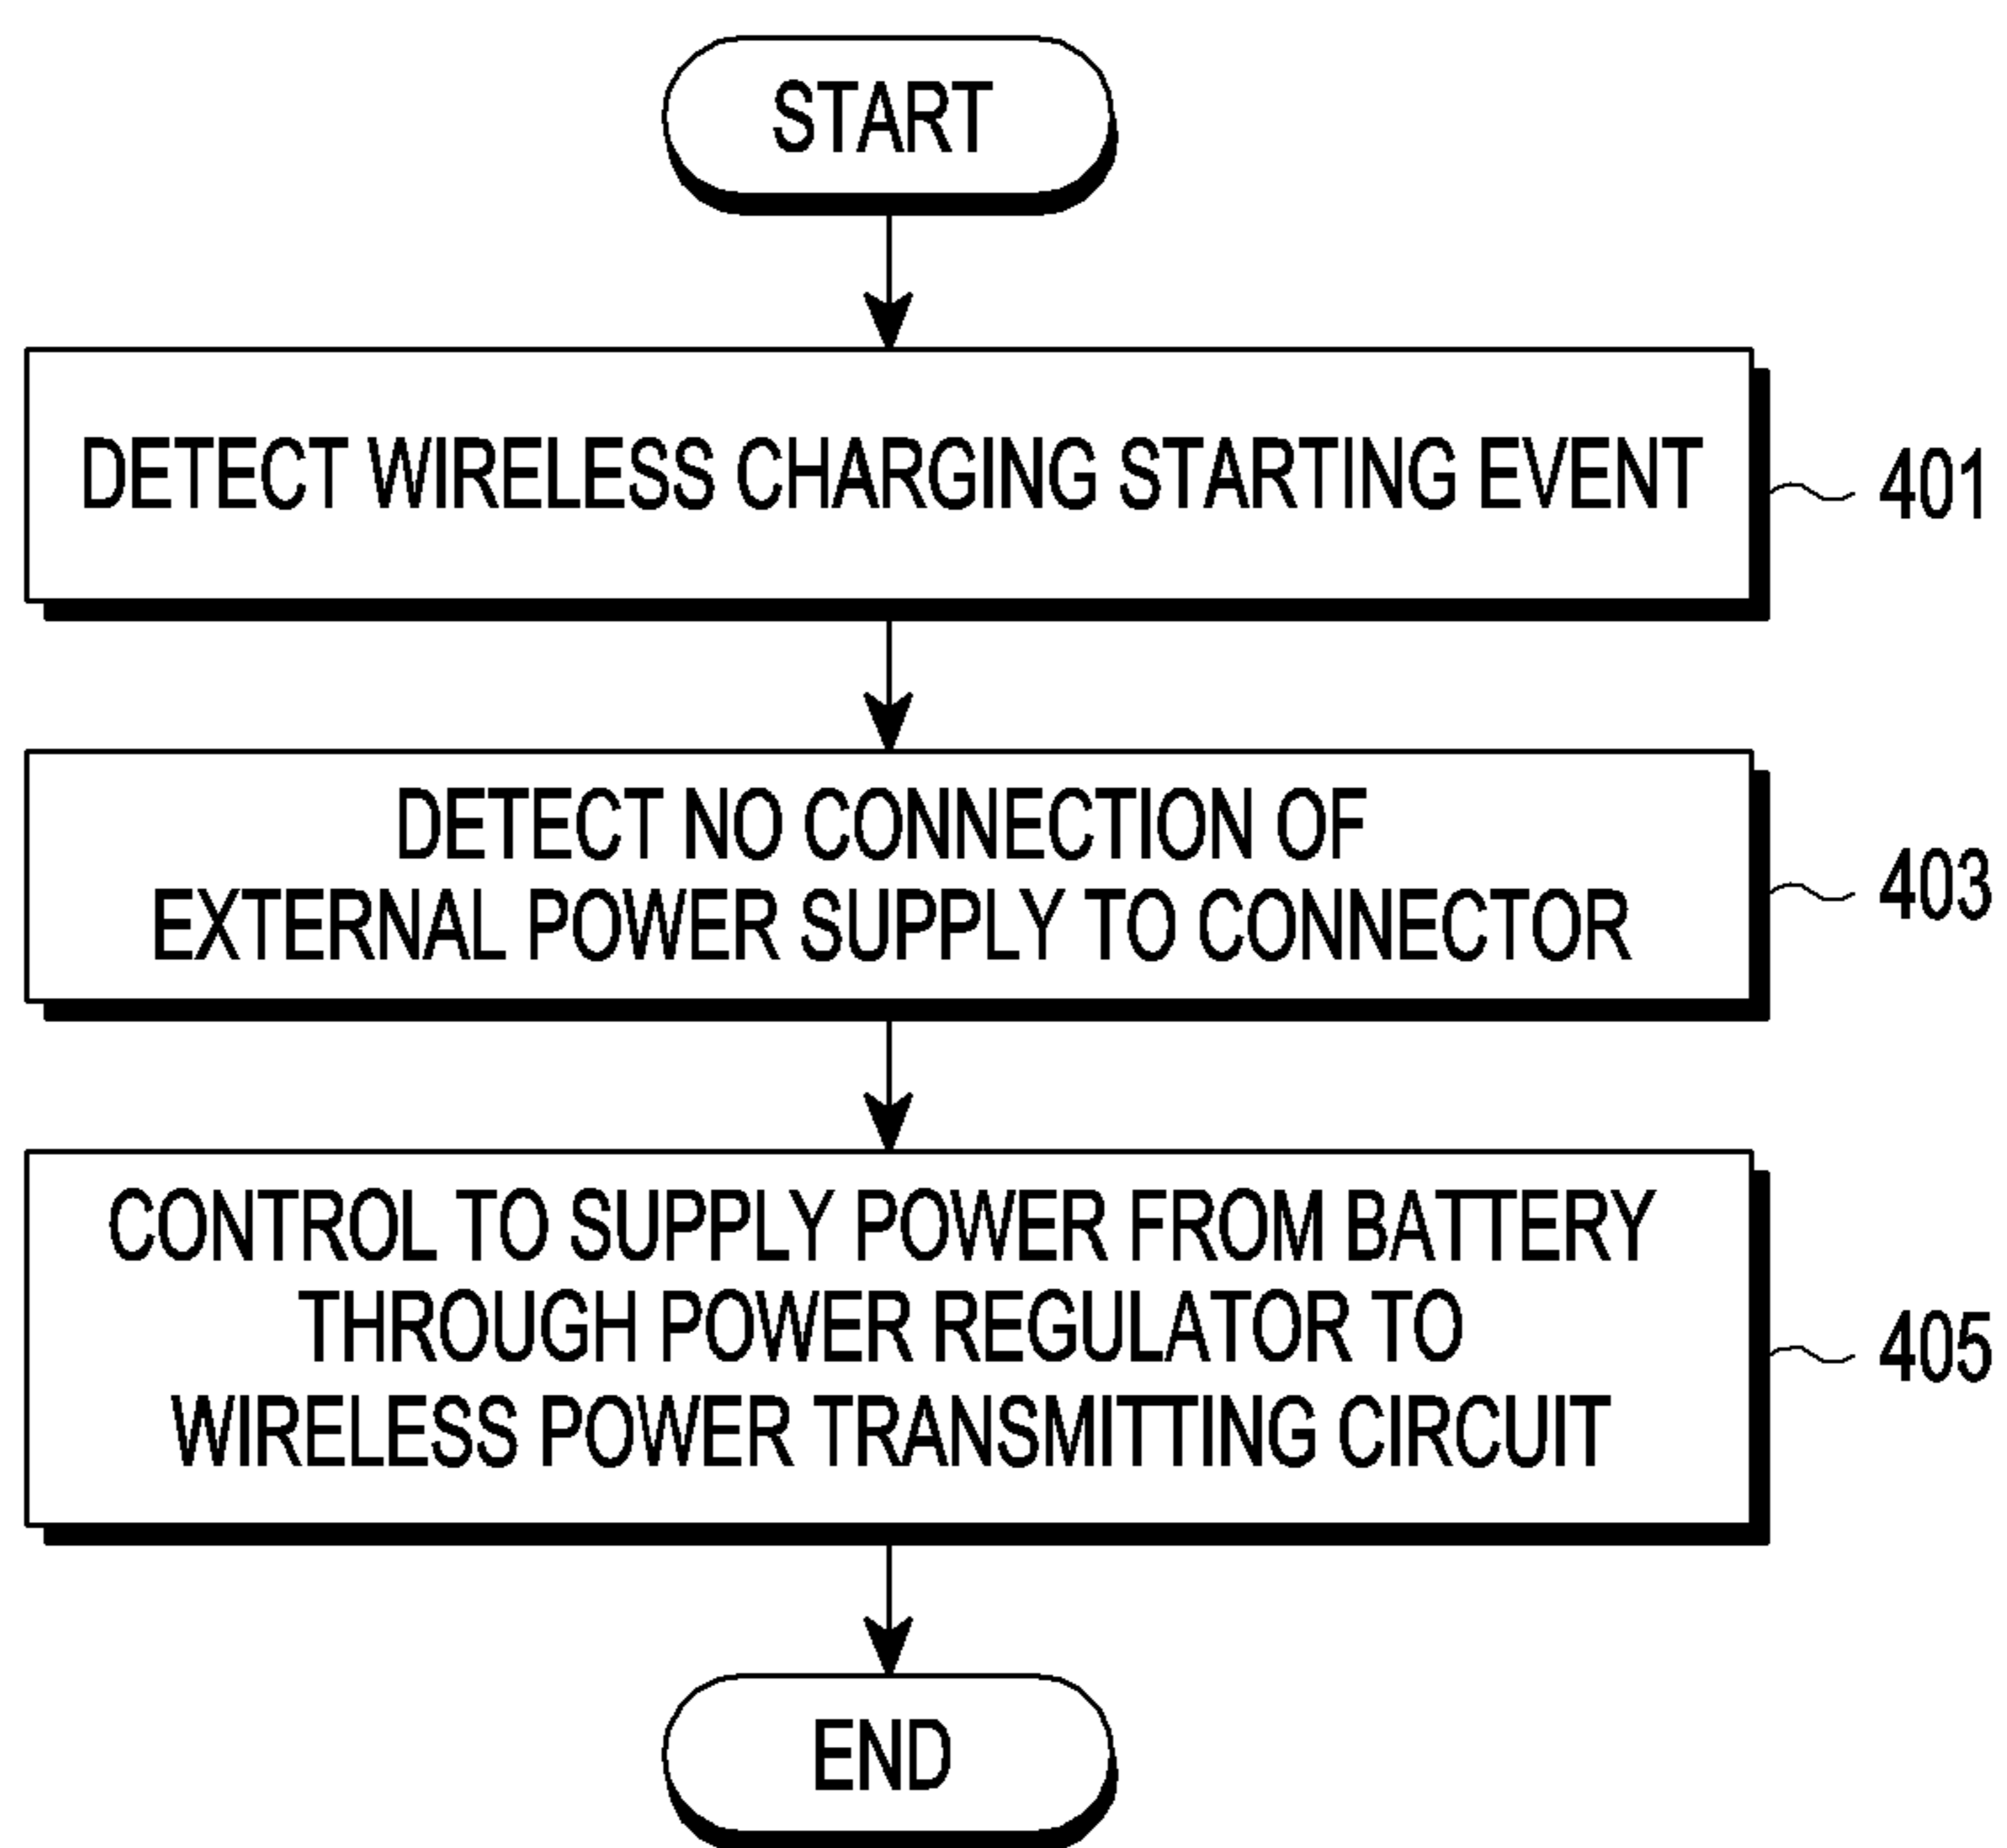 START
DETECT WIRELESS CHARGING STARTING EVENT
401
DETECT NO CONNECTION OF
EXTERNAL POWER SUPPLY TO CONNECTOR
403
CONTROL TO SUPPLY POWER FROM BATTERY
THROUGH POWER REGULATOR TO
WIRELESS POWER TRANSMITTING CIRCUIT
405
END